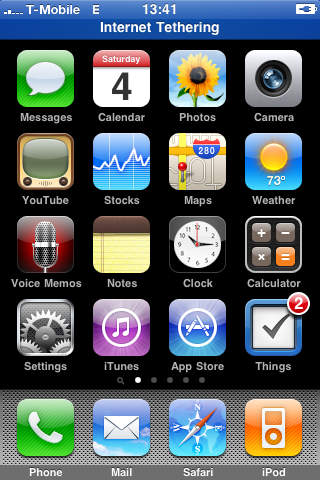 T-Mobile E 13:41
Internet Tethering
Saturday
4
280
73°
Messages Calendar Photos Camera
YouTube Stocks Maps Weather
Voice Memos Notes Clock Calculator
2
Settings iTunes App Store Things
Phone Mail Safari iPod